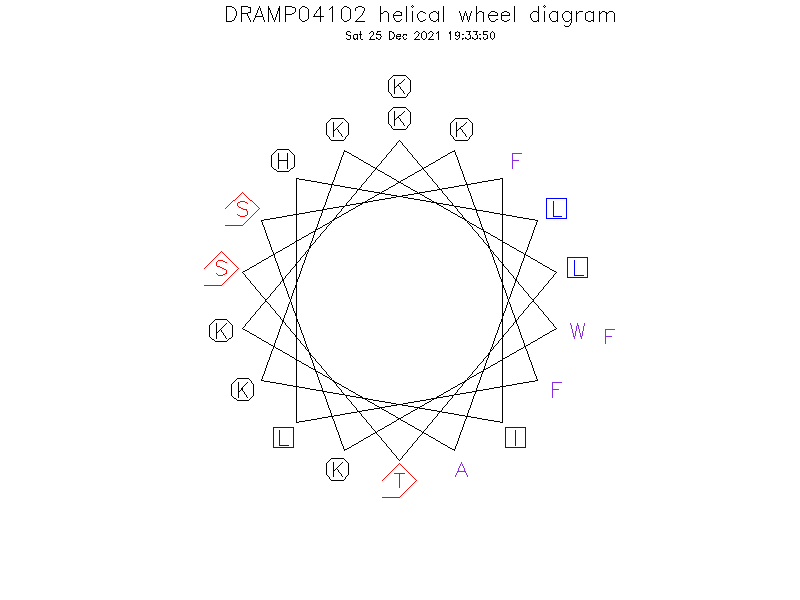 DRAMP04102 helical wheel diagram
Sat 25 Dec 2021 19:33:50
K
K
K K
H F
S L
S L
K W F
K F
L I
K T A